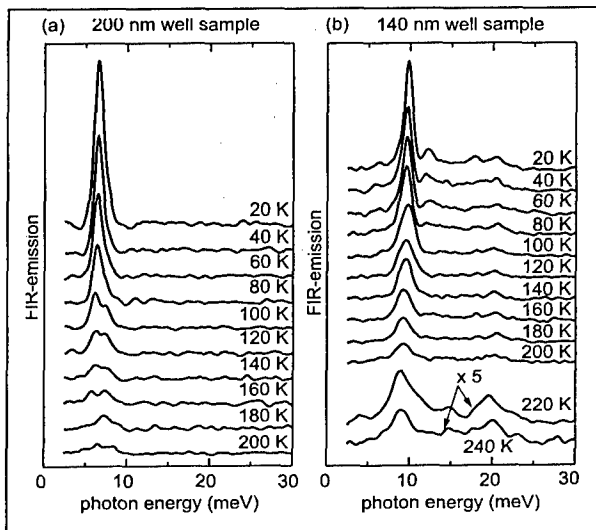 (a) 200 nm well sample
HIR-emission
20 K
40 K
60 K
80 K
100 K
120 K
140 K
160 K
180 K
200 K
0 10 20 30
photon energy (meV)
(b) 140 nm well sample
FIR-emission
20 K
40 K
60 K
80 K
100 K
120 K
140 K
160 K
180 K
200 K
x 5
220 K
240 K
0 10 20 30
photon energy (meV)